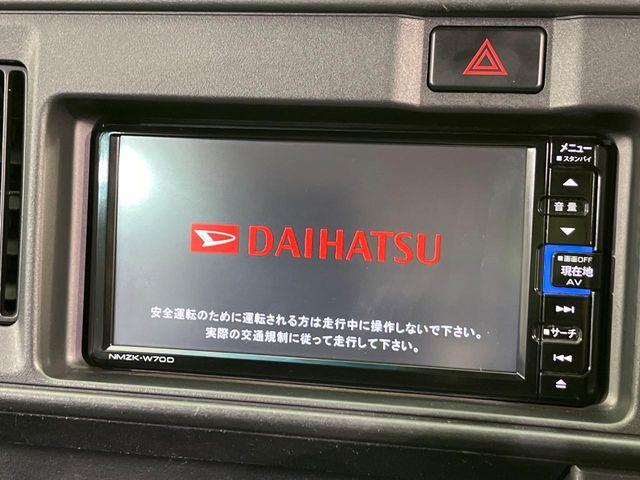 メニュー
■スタンバイ
音量
■画面OFF
現在地
AV
■サーチ
DAIHATSU
安全運転のために運転される方は走行中に操作しないで下さい。
実際の交通規制に従って走行して下さい。
NMZK-W70D